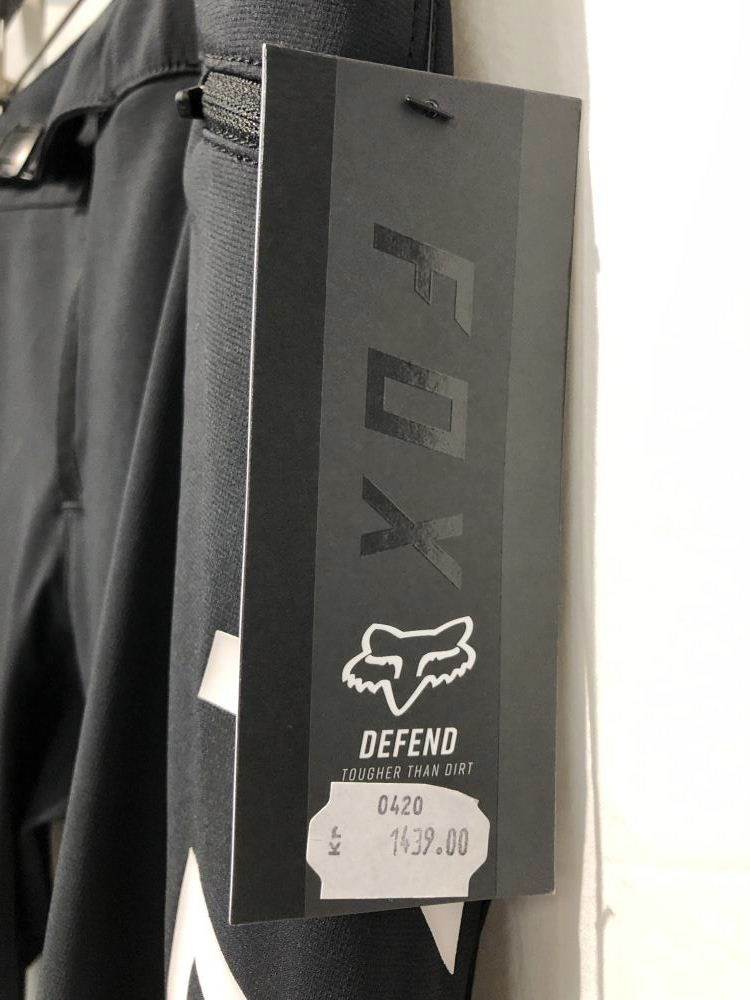 FOX
DEFEND
TOUGHER THAN DIRT
0420
KR 1439.00